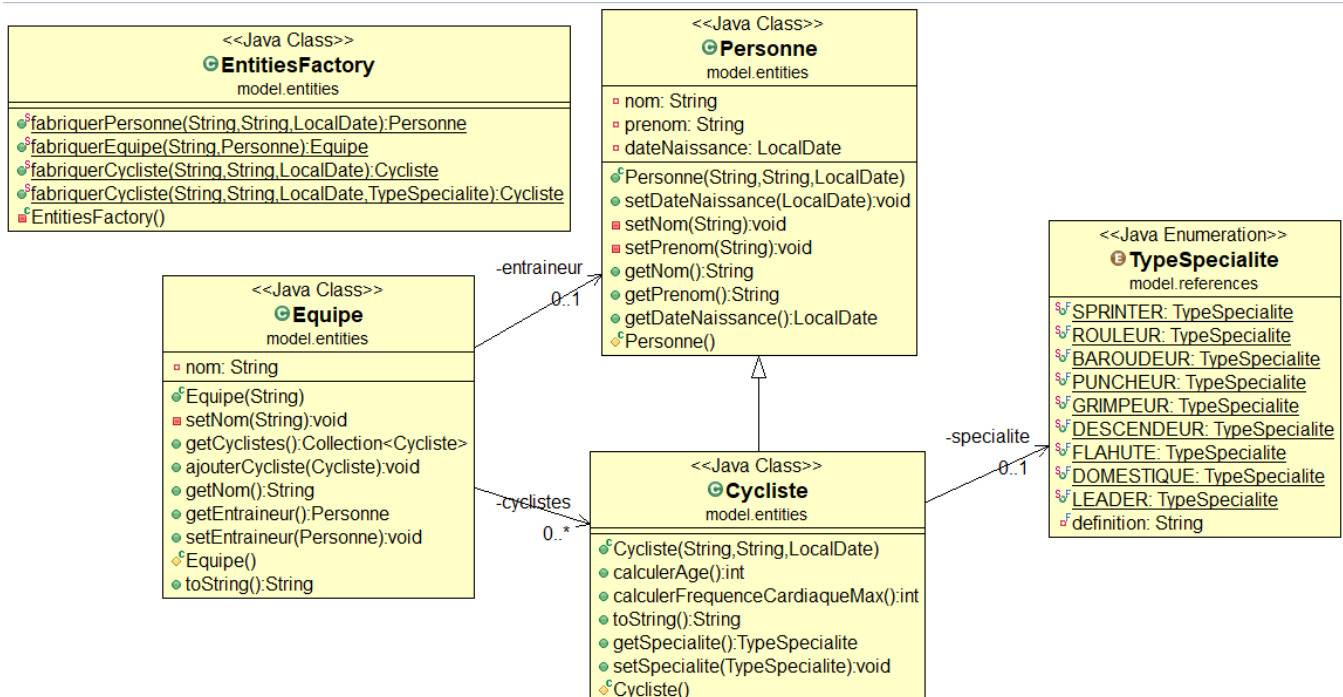 <<Java Class>>
EntitiesFactory
model.entities
fabriquerPersonne(String,String,LocalDate):Personne
fabriquerEquipe(String,Personne):Equipe
fabriquerCycliste(String,String,LocalDate):Cycliste
fabriquerCycliste(String,String,LocalDate,TypeSpecialite):Cycliste
EntitiesFactory()
<<Java Class>>
Personne
model.entities
nom: String
prenom: String
dateNaissance: LocalDate
Personne(String,String,LocalDate)
setDateNaissance(LocalDate):void
setNom(String):void
setPrenom(String):void
getNom():String
getPrenom():String
getDateNaissance():LocalDate
Personne()
-entraineur
0..1
<<Java Class>>
Equipe
model.entities
nom: String
Equipe(String)
setNom(String):void
getCyclistes():Collection<Cycliste>
ajouterCycliste(Cycliste):void
getNom():String
getEntraineur():Personne
setEntraineur(Personne):void
Equipe()
toString():String
-cyclistes
0..*
<<Java Class>>
Cycliste
model.entities
Cycliste(String,String,LocalDate)
calculerAge():int
calculerFrequenceCardiaqueMax():int
toString():String
getSpecialite():TypeSpecialite
setSpecialite(TypeSpecialite):void
Cycliste()
-specialite
0..1
<<Java Enumeration>>
TypeSpecialite
model.references
SPRINTER: TypeSpecialite
ROULEUR: TypeSpecialite
BAROUDEUR: TypeSpecialite
PUNCHEUR: TypeSpecialite
GRIMPEUR: TypeSpecialite
DESCENDEUR: TypeSpecialite
FLAHUTE: TypeSpecialite
DOMESTIQUE: TypeSpecialite
LEADER: TypeSpecialite
definition: String